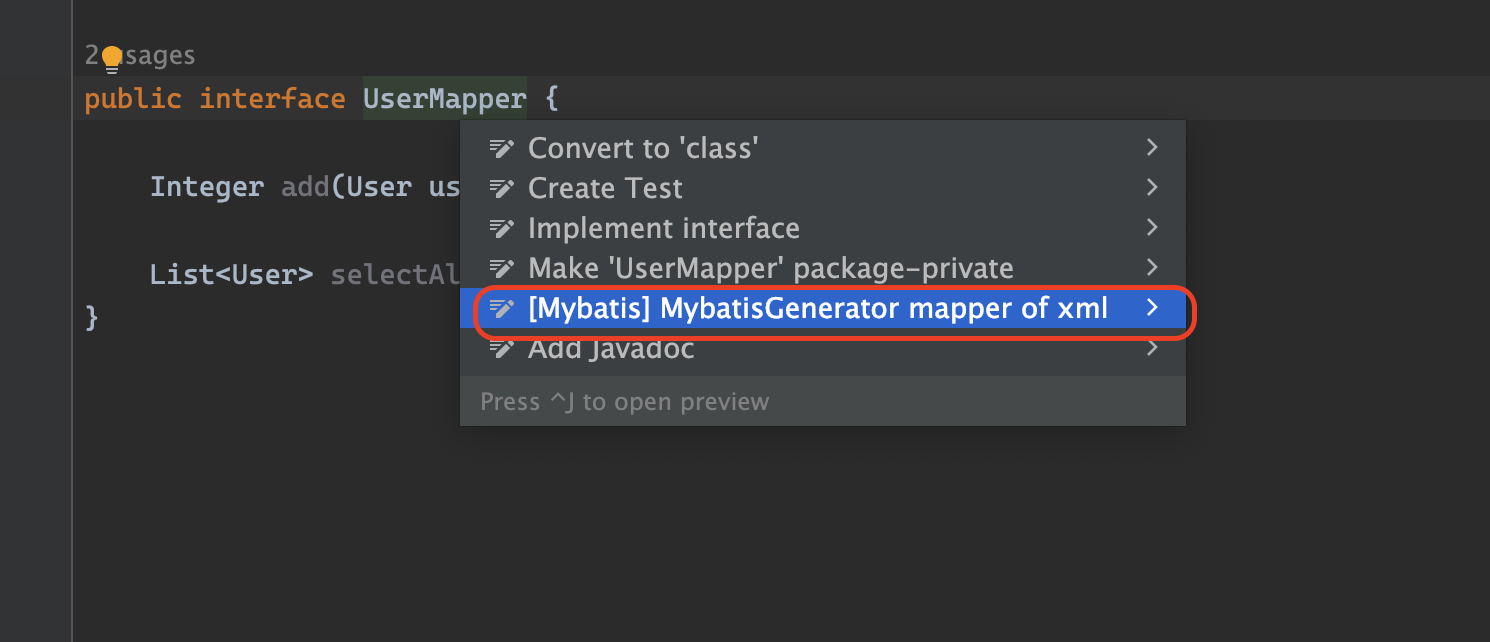 2 usages
public interface UserMapper {
Convert to 'class'
Create Test
Integer add(User us
Implement interface
Make 'UserMapper' package-private
List<User> selectAl
[Mybatis] MybatisGenerator mapper of xml
}
Add Javadoc
Press ^J to open preview